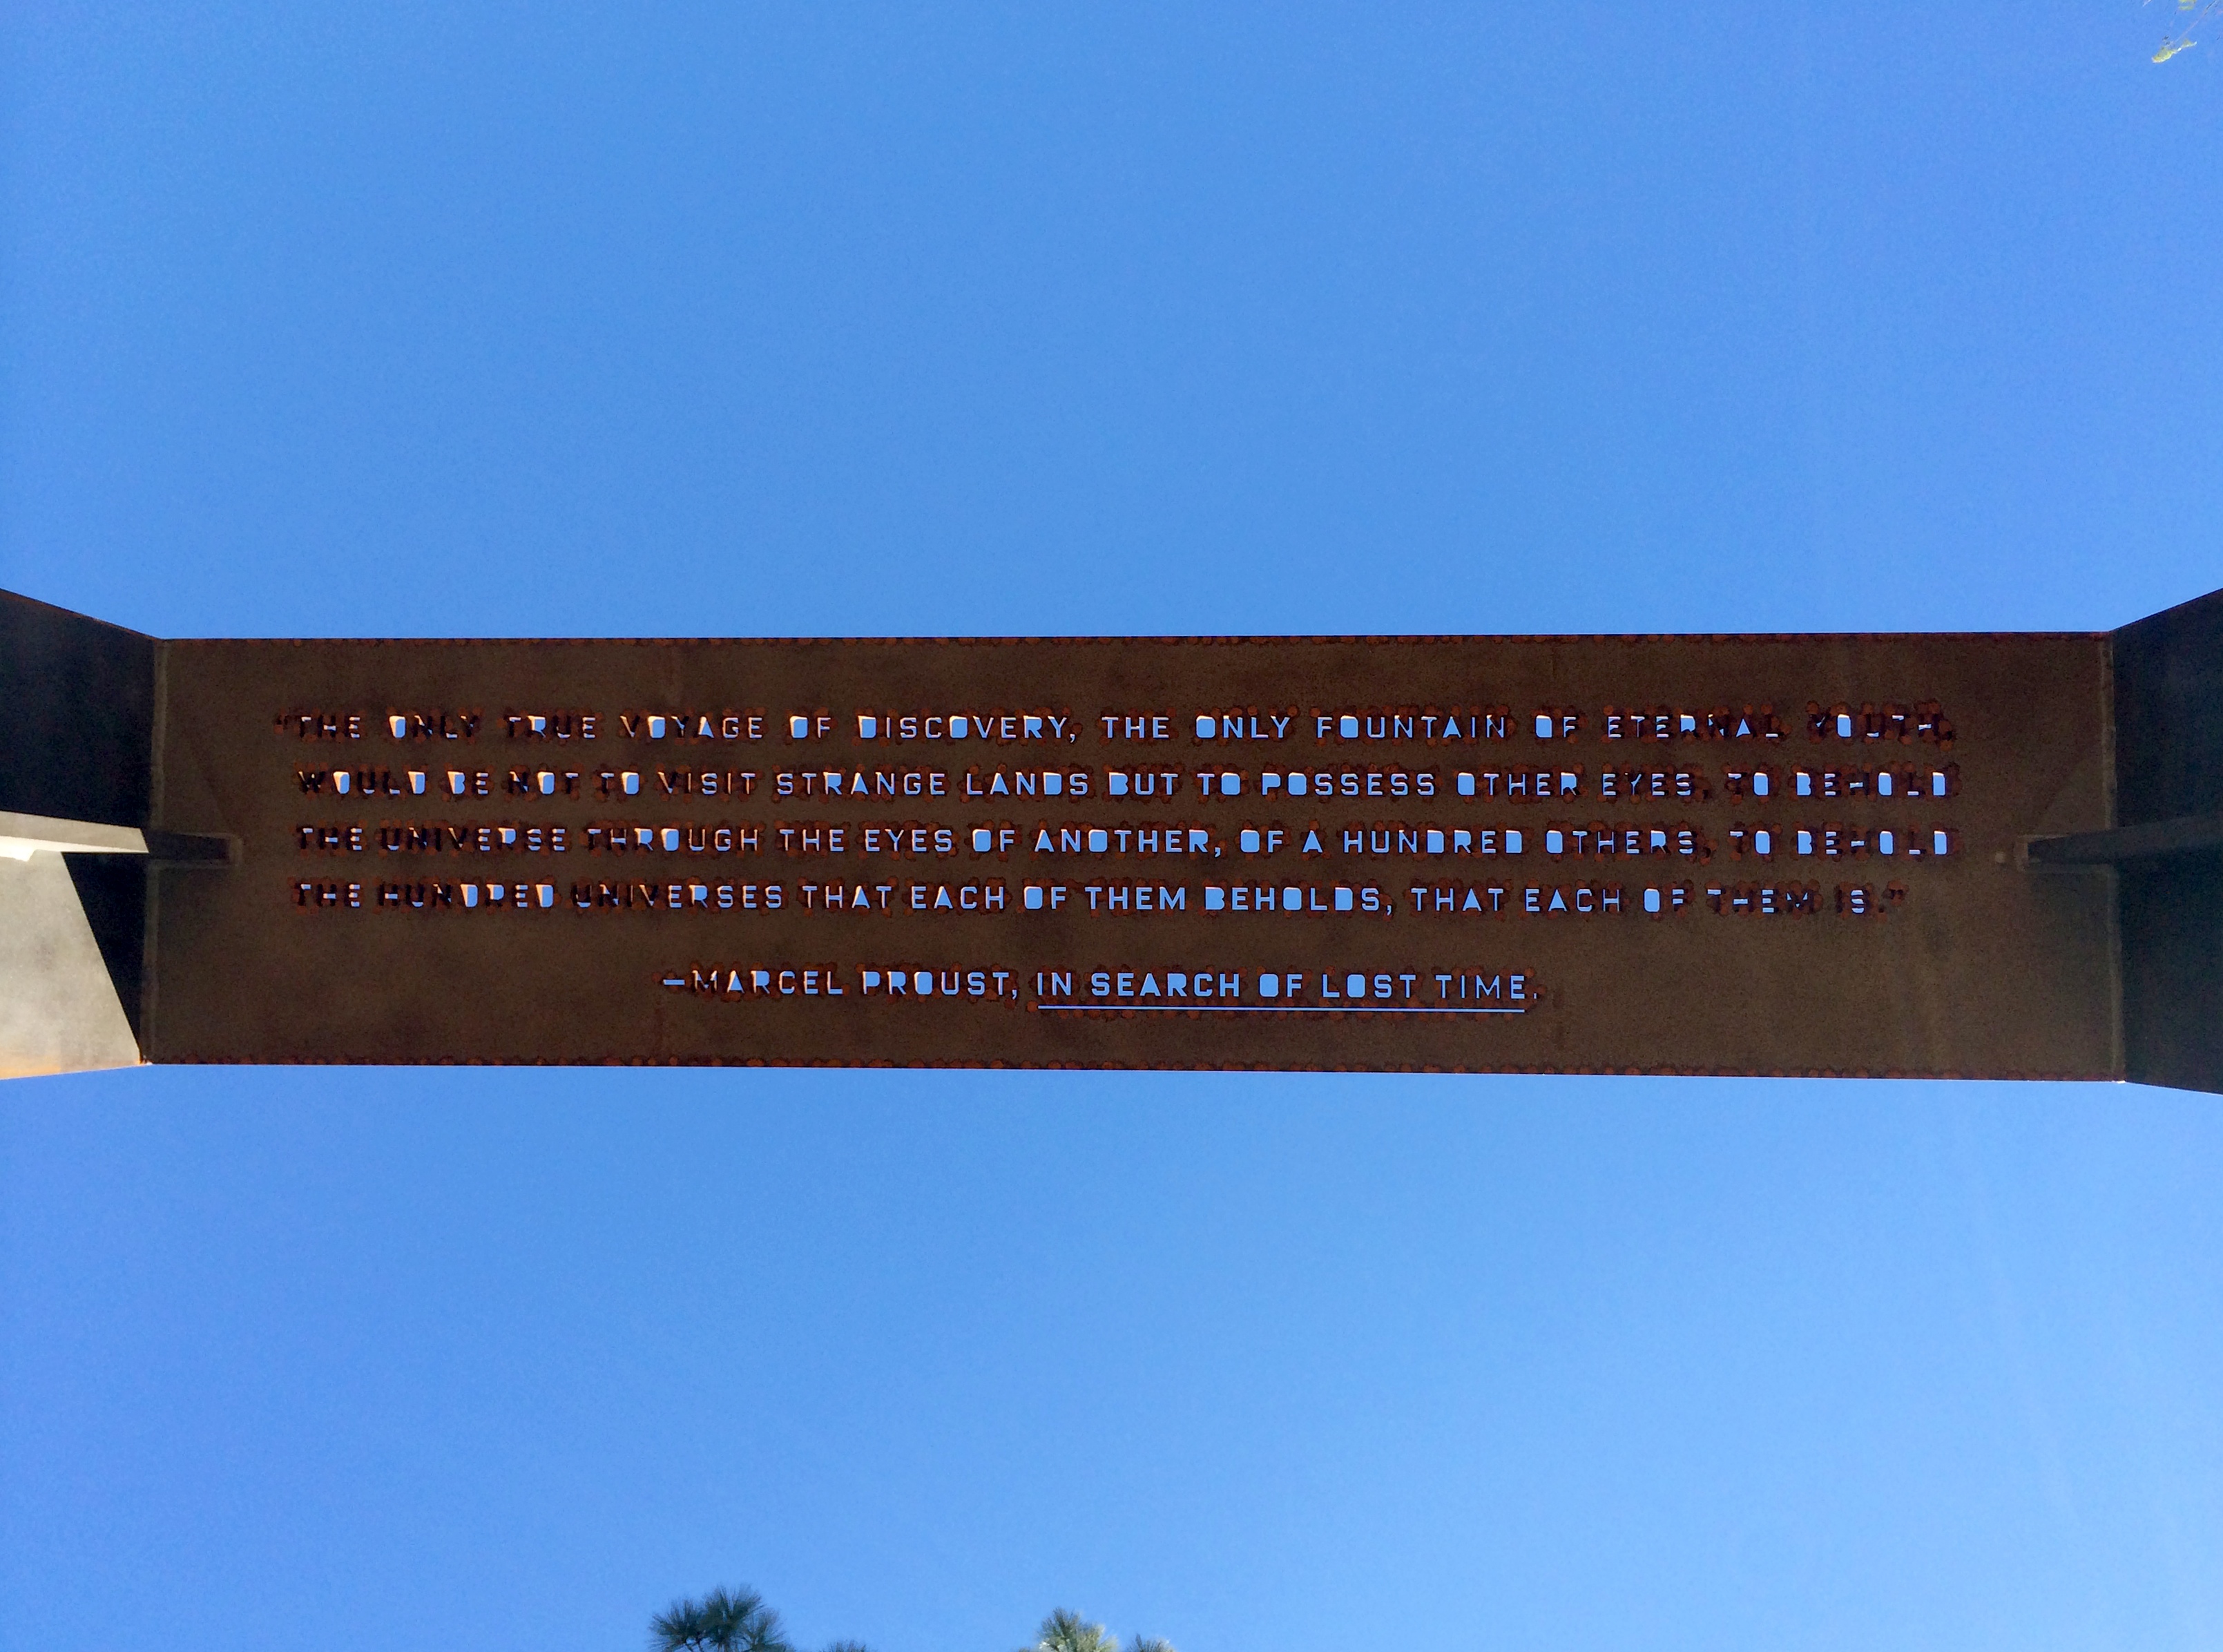 “THE ONLY TRUE VOYAGE OF DISCOVERY, THE ONLY FOUNTAIN OF ETERNAL YOUTH,
WOULD BE NOT TO VISIT STRANGE LANDS BUT TO POSSESS OTHER EYES, TO BEHOLD
THE UNIVERSE THROUGH THE EYES OF ANOTHER, OF A HUNDRED OTHERS, TO BEHOLD
THE HUNDRED UNIVERSES THAT EACH OF THEM BEHOLDS, THAT EACH OF THEM IS.”
—MARCEL PROUST, IN SEARCH OF LOST TIME.